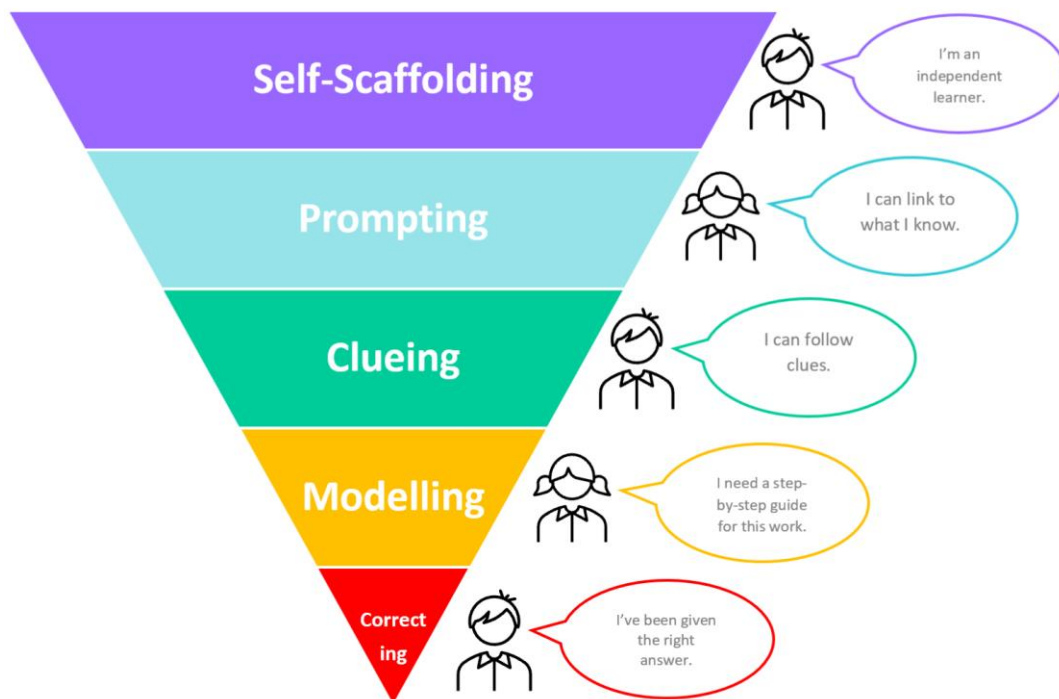 Self-Scaffolding
I'm an
independent
learner.
Prompting
I can link to
what I know.
Clueing
I can follow
clues.
Modelling
I need a step-
by-step guide
for this work.
Correct
ing
I've been given
the right
answer.